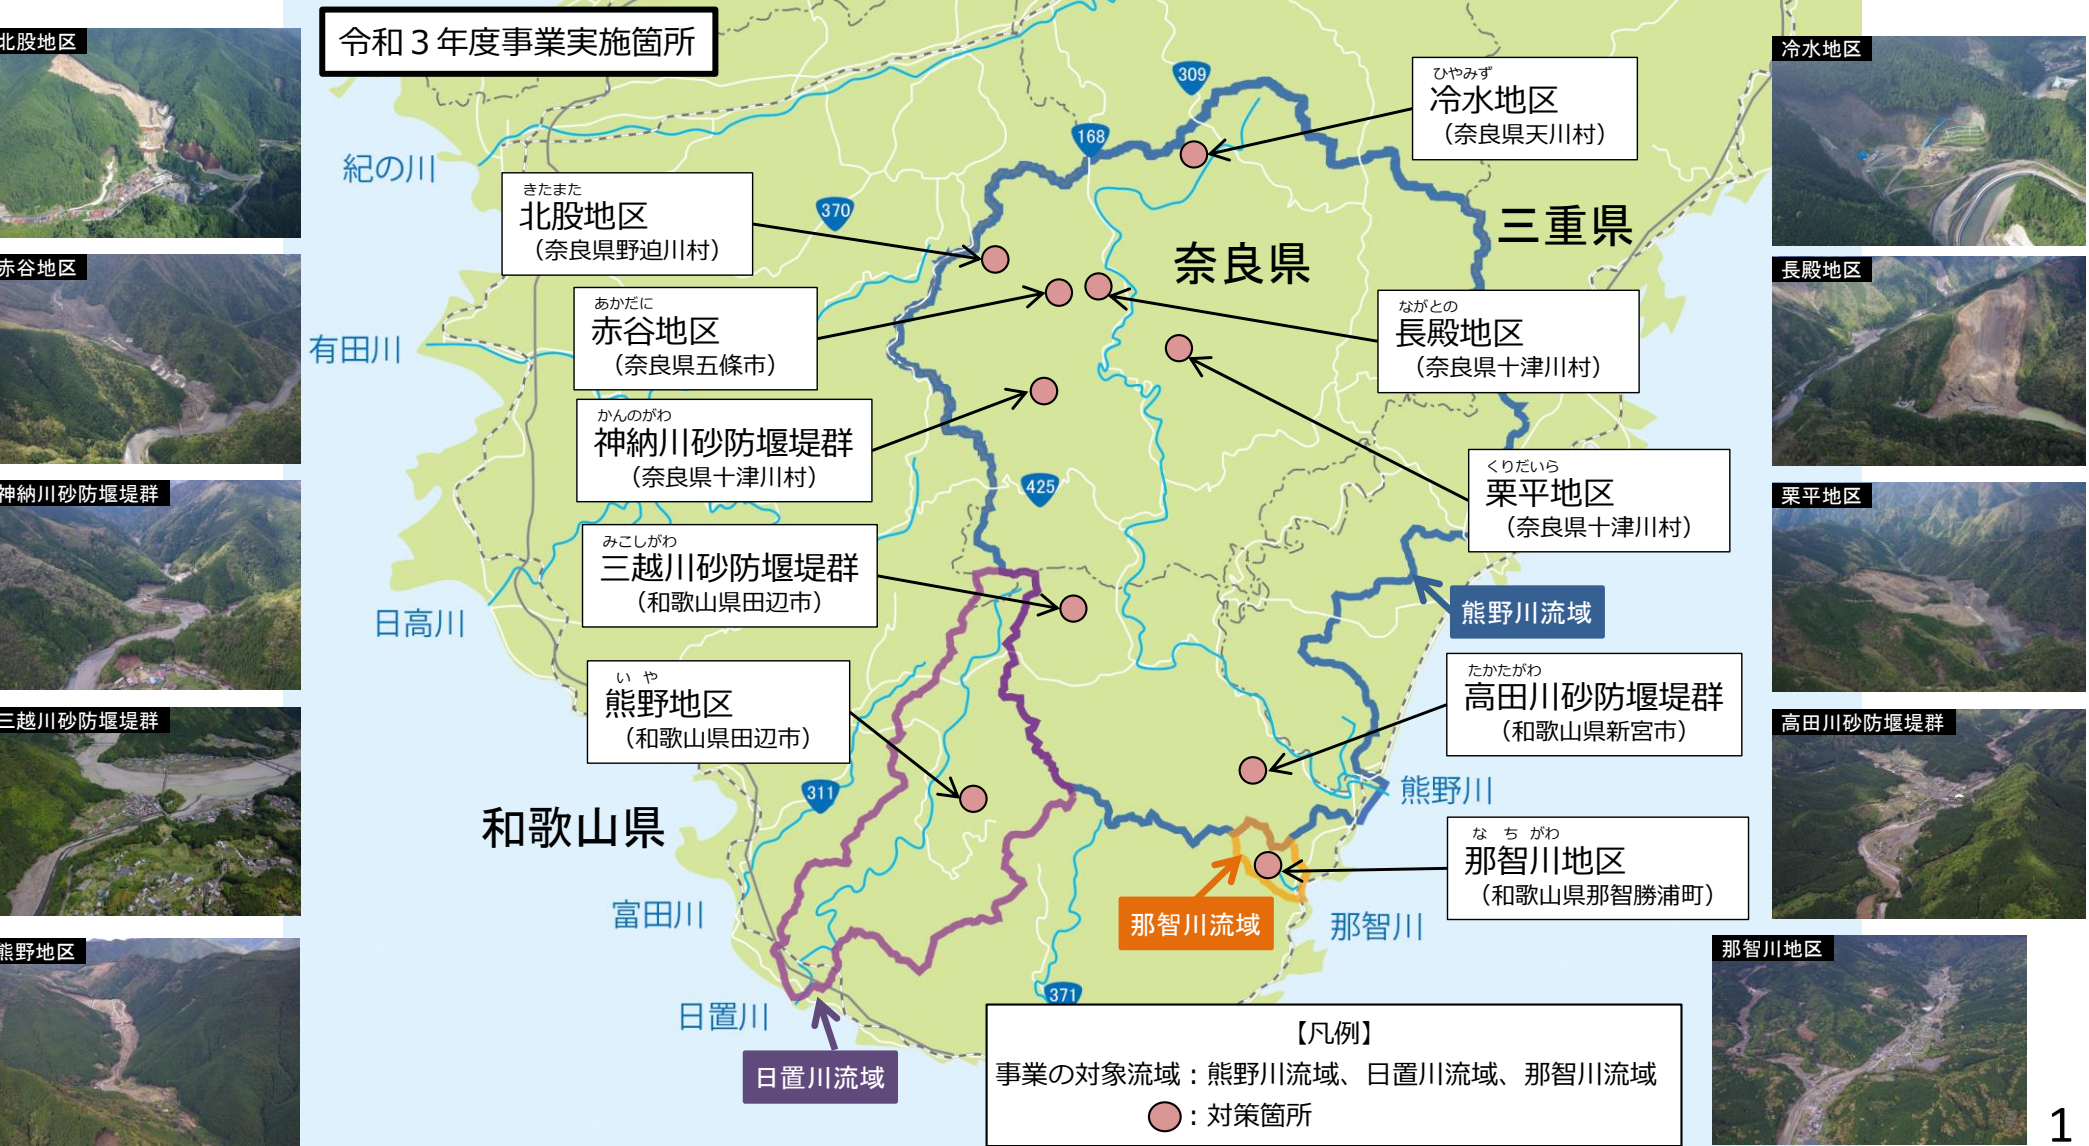 令和３年度事業実施箇所
北股地区
赤谷地区
神納川砂防堰堤群
三越川砂防堰堤群
熊野地区
紀の川
有田川
日高川
富田川
日置川
和歌山県
奈良県
三重県
309
168
370
425
311
371
きたまた
北股地区
（奈良県野迫川村）
あかだに
赤谷地区
（奈良県五條市）
かんのがわ
神納川砂防堰堤群
（奈良県十津川村）
みこしがわ
三越川砂防堰堤群
（和歌山県田辺市）
い や
熊野地区
（和歌山県田辺市）
ひやみず
冷水地区
（奈良県天川村）
ながとの
長殿地区
（奈良県十津川村）
くりだいら
栗平地区
（奈良県十津川村）
熊野川流域
たかたがわ
高田川砂防堰堤群
（和歌山県新宮市）
熊野川
な ち がわ
那智川地区
（和歌山県那智勝浦町）
那智川流域
那智川
日置川流域
【凡例】
事業の対象流域：熊野川流域、日置川流域、那智川流域
：対策箇所
冷水地区
長殿地区
栗平地区
高田川砂防堰堤群
那智川地区
1